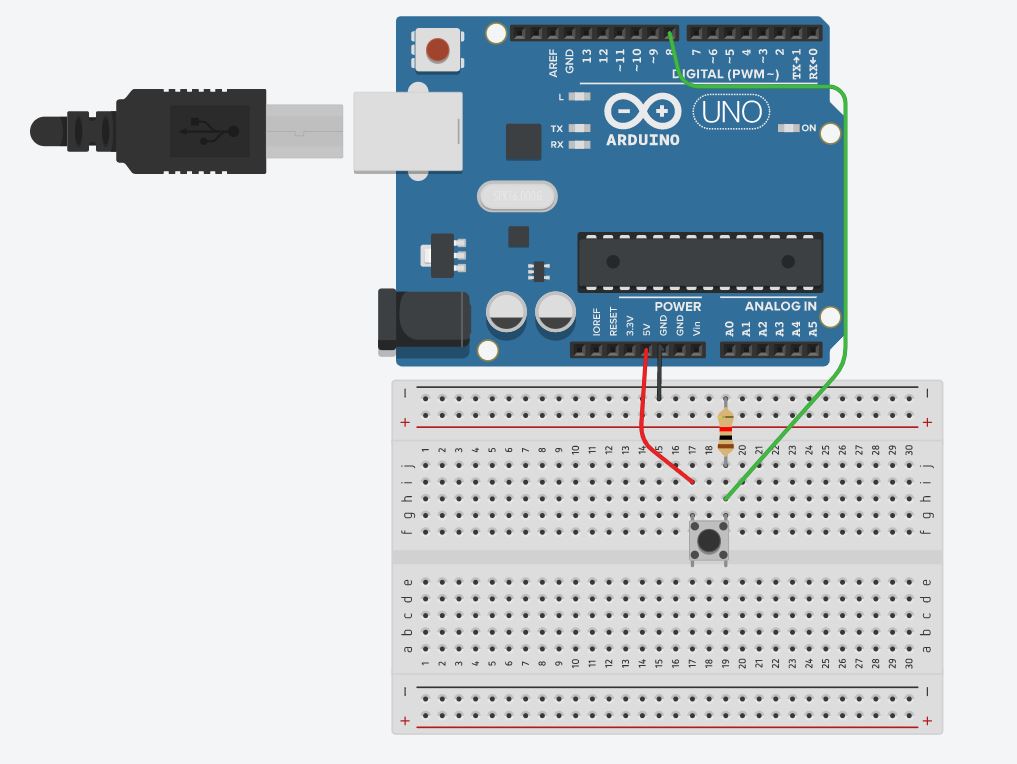 AREF GND 13 12 ~11 ~10 ~9 8 7 ~6 ~5 4 ~3 2 TX→1 RX←0
DIGITAL (PWM~)
L
TX
RX
ARDUINO
UNO
ON
SPK16.000G
POWER ANALOG IN
IOREF RESET 3.3V 5V GND GND Vin A0 A1 A2 A3 A4 A5
− −
+ +
1 2 3 4 5 6 7 8 9 10 11 12 13 14 15 16 17 18 19 20 21 22 23 24 25 26 27 28 29 30
j j
i i
h h
g g
f f
e e
d d
c c
b b
a a
1 2 3 4 5 6 7 8 9 10 11 12 13 14 15 16 17 18 19 20 21 22 23 24 25 26 27 28 29 30
− −
+ +